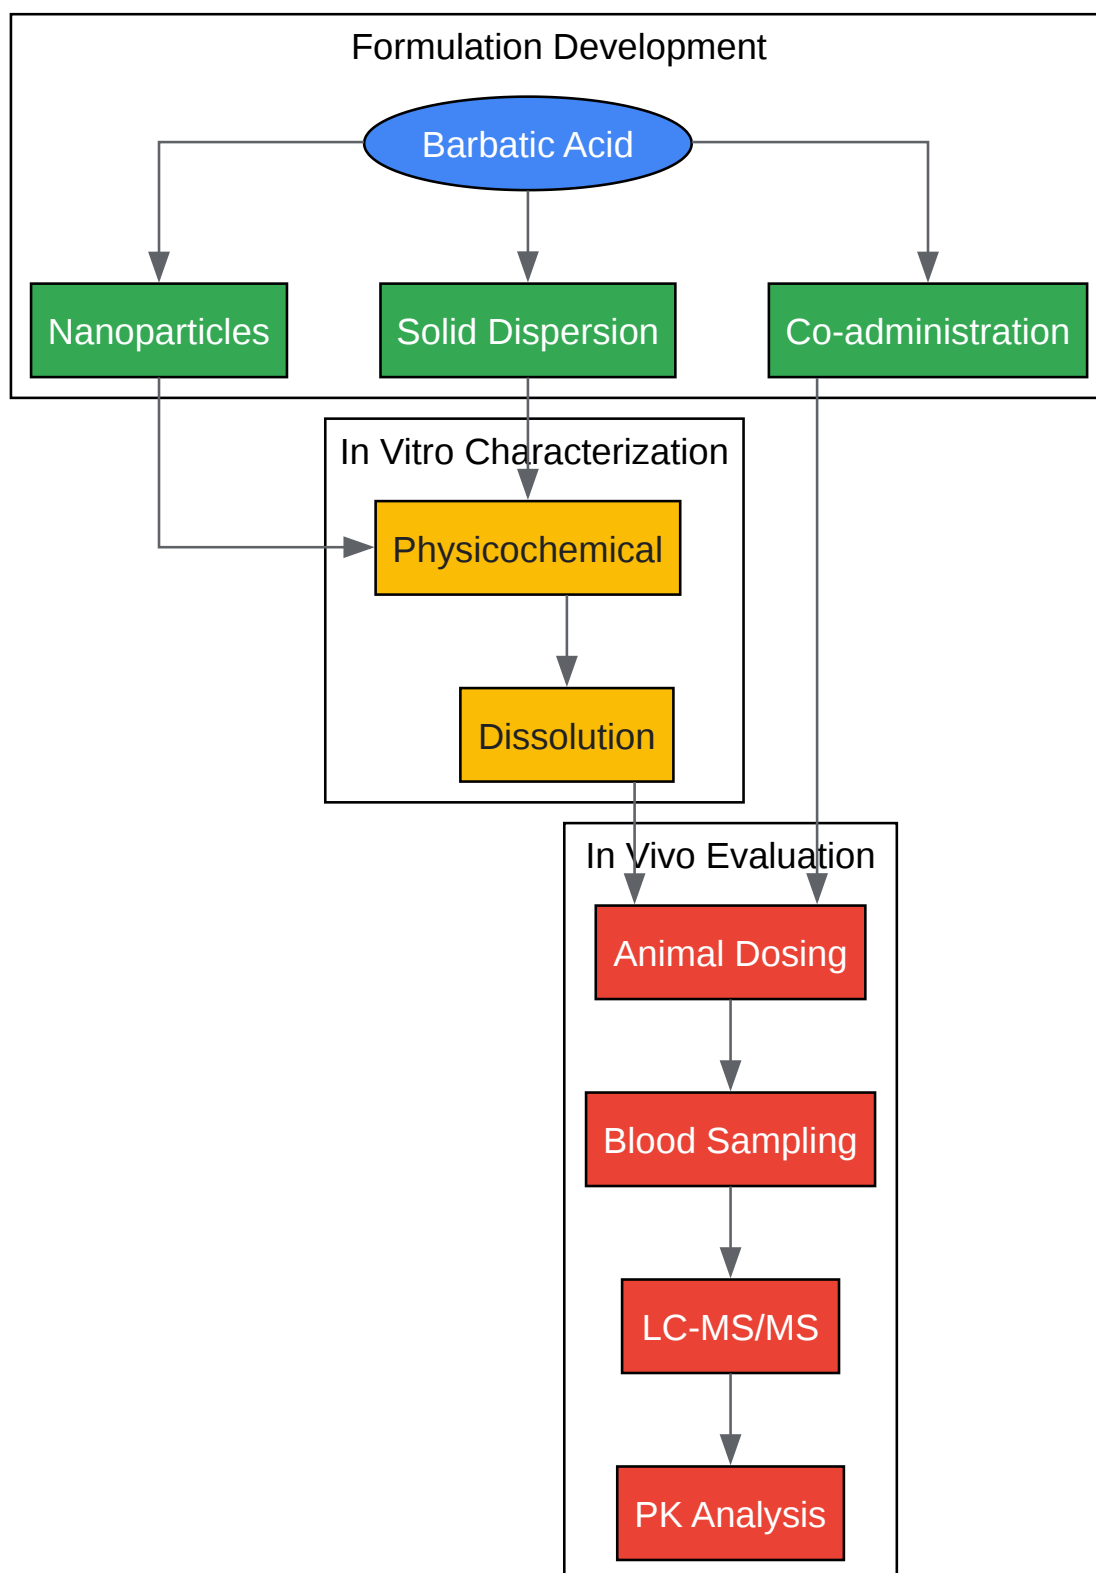 Formulation Development
Barbatic Acid
Nanoparticles
Solid Dispersion
Co-administration
In Vitro Characterization
Physicochemical
Dissolution
In Vivo Evaluation
Animal Dosing
Blood Sampling
LC-MS/MS
PK Analysis